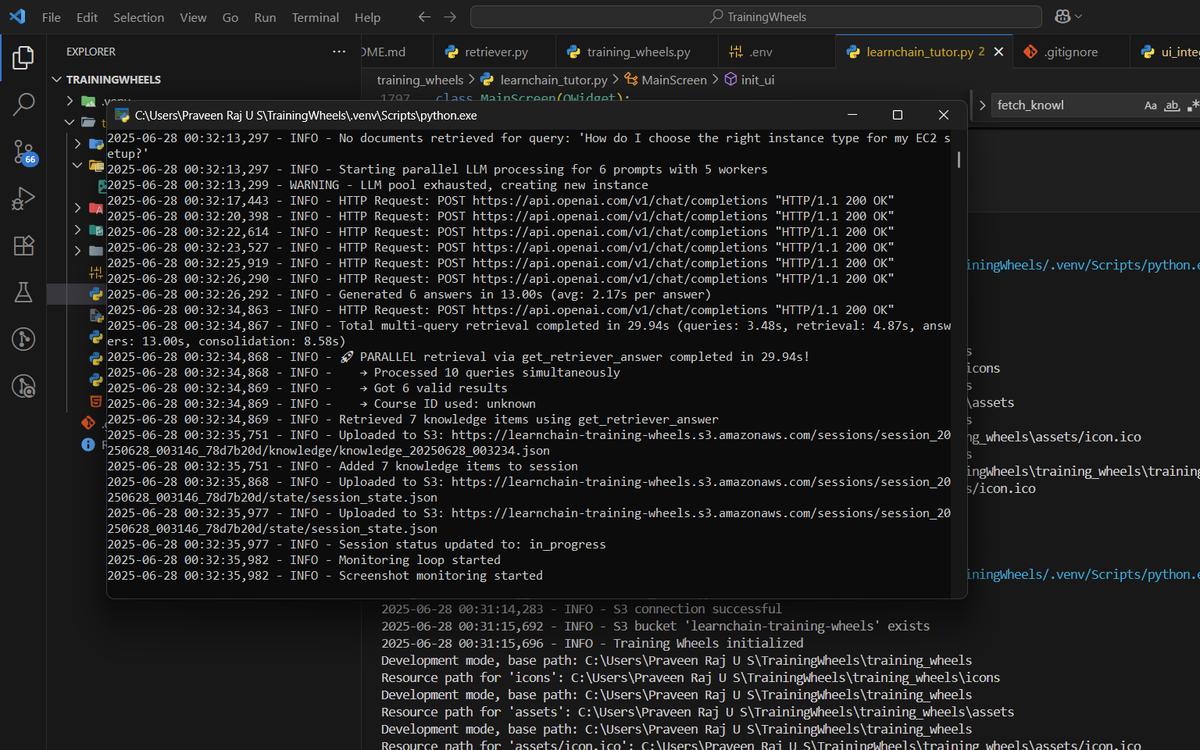 File Edit Selection View Go Run Terminal Help
TrainingWheels
EXPLORER
TRAININGWHEELS
66
OME.md
retriever.py
training_wheels.py
.env
learnchain_tutor.py 2
.gitignore
training_wheels > learnchain_tutor.py > MainScreen > init_ui
1797 class MainScreen(QWidget):
fetch_knowl
Aa ab
C:\Users\Praveen Raj U S\TrainingWheels\.venv\Scripts\python.exe
2025-06-28 00:32:13,297 - INFO - No documents retrieved for query: 'How do I choose the right instance type for my EC2 s
etup?'
2025-06-28 00:32:13,297 - INFO - Starting parallel LLM processing for 6 prompts with 5 workers
2025-06-28 00:32:13,299 - WARNING - LLM pool exhausted, creating new instance
2025-06-28 00:32:17,443 - INFO - HTTP Request: POST https://api.openai.com/v1/chat/completions "HTTP/1.1 200 OK"
2025-06-28 00:32:20,398 - INFO - HTTP Request: POST https://api.openai.com/v1/chat/completions "HTTP/1.1 200 OK"
2025-06-28 00:32:22,614 - INFO - HTTP Request: POST https://api.openai.com/v1/chat/completions "HTTP/1.1 200 OK"
2025-06-28 00:32:23,527 - INFO - HTTP Request: POST https://api.openai.com/v1/chat/completions "HTTP/1.1 200 OK"
2025-06-28 00:32:25,919 - INFO - HTTP Request: POST https://api.openai.com/v1/chat/completions "HTTP/1.1 200 OK"
2025-06-28 00:32:26,290 - INFO - HTTP Request: POST https://api.openai.com/v1/chat/completions "HTTP/1.1 200 OK"
2025-06-28 00:32:26,292 - INFO - Generated 6 answers in 13.00s (avg: 2.17s per answer)
2025-06-28 00:32:34,863 - INFO - HTTP Request: POST https://api.openai.com/v1/chat/completions "HTTP/1.1 200 OK"
2025-06-28 00:32:34,867 - INFO - Total multi-query retrieval completed in 29.94s (queries: 3.48s, retrieval: 4.87s, answ
ers: 13.00s, consolidation: 8.58s)
2025-06-28 00:32:34,868 - INFO - 🚀 PARALLEL retrieval via get_retriever_answer completed in 29.94s!
2025-06-28 00:32:34,868 - INFO - → Processed 10 queries simultaneously
2025-06-28 00:32:34,869 - INFO - → Got 6 valid results
2025-06-28 00:32:34,869 - INFO - → Course ID used: unknown
2025-06-28 00:32:34,869 - INFO - Retrieved 7 knowledge items using get_retriever_answer
2025-06-28 00:32:35,751 - INFO - Uploaded to S3: https://learnchain-training-wheels.s3.amazonaws.com/sessions/session_20
250628_003146_78d7b20d/knowledge/knowledge_20250628_003234.json
2025-06-28 00:32:35,751 - INFO - Added 7 knowledge items to session
2025-06-28 00:32:35,868 - INFO - Uploaded to S3: https://learnchain-training-wheels.s3.amazonaws.com/sessions/session_20
250628_003146_78d7b20d/state/session_state.json
2025-06-28 00:32:35,977 - INFO - Uploaded to S3: https://learnchain-training-wheels.s3.amazonaws.com/sessions/session_20
250628_003146_78d7b20d/state/session_state.json
2025-06-28 00:32:35,977 - INFO - Session status updated to: in_progress
2025-06-28 00:32:35,982 - INFO - Monitoring loop started
2025-06-28 00:32:35,982 - INFO - Screenshot monitoring started
iningWheels/.venv/Scripts/python.e
s
icons
s
\assets
s
ng_wheels\assets/icon.ico
s
ingWheels\training_wheels\training
s/icon.ico
iningWheels/.venv/Scripts/python.e
2025-06-28 00:31:14,283 - INFO - S3 connection successful
2025-06-28 00:31:15,692 - INFO - S3 bucket 'learnchain-training-wheels' exists
2025-06-28 00:31:15,696 - INFO - Training Wheels initialized
Development mode, base path: C:\Users\Praveen Raj U S\TrainingWheels\training_wheels
Resource path for 'icons': C:\Users\Praveen Raj U S\TrainingWheels\training_wheels\icons
Development mode, base path: C:\Users\Praveen Raj U S\TrainingWheels\training_wheels
Resource path for 'assets': C:\Users\Praveen Raj U S\TrainingWheels\training_wheels\assets
Development mode, base path: C:\Users\Praveen Raj U S\TrainingWheels\training_wheels
Resource path for 'assets/icon.ico': C:\Users\Praveen Raj U S\TrainingWheels\training_wheels\assets/icon.ico